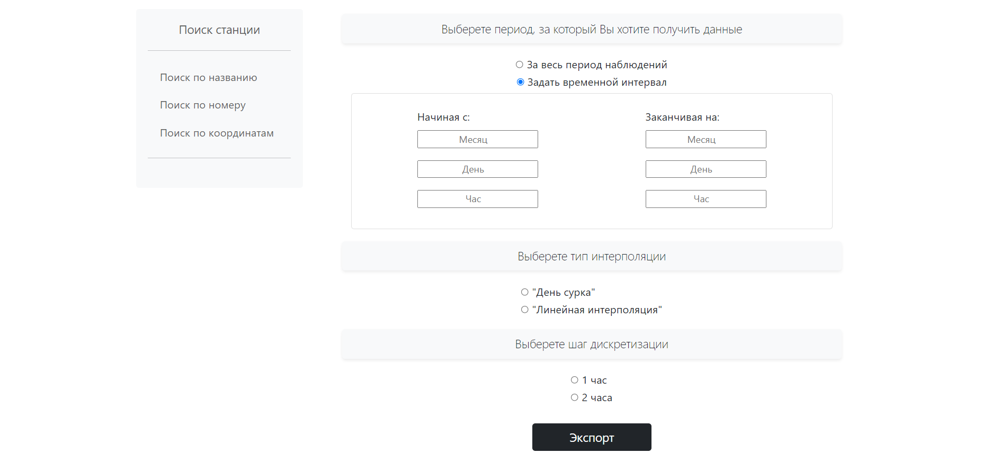 Поиск станции
Поиск по названию
Поиск по номеру
Поиск по координатам
Выберете период, за который Вы хотите получить данные
За весь период наблюдений
Задать временной интервал
Начиная с:
Месяц
День
Час
Заканчивая на:
Месяц
День
Час
Выберете тип интерполяции
"День сурка"
"Линейная интерполяция"
Выберете шаг дискретизации
1 час
2 часа
Экспорт